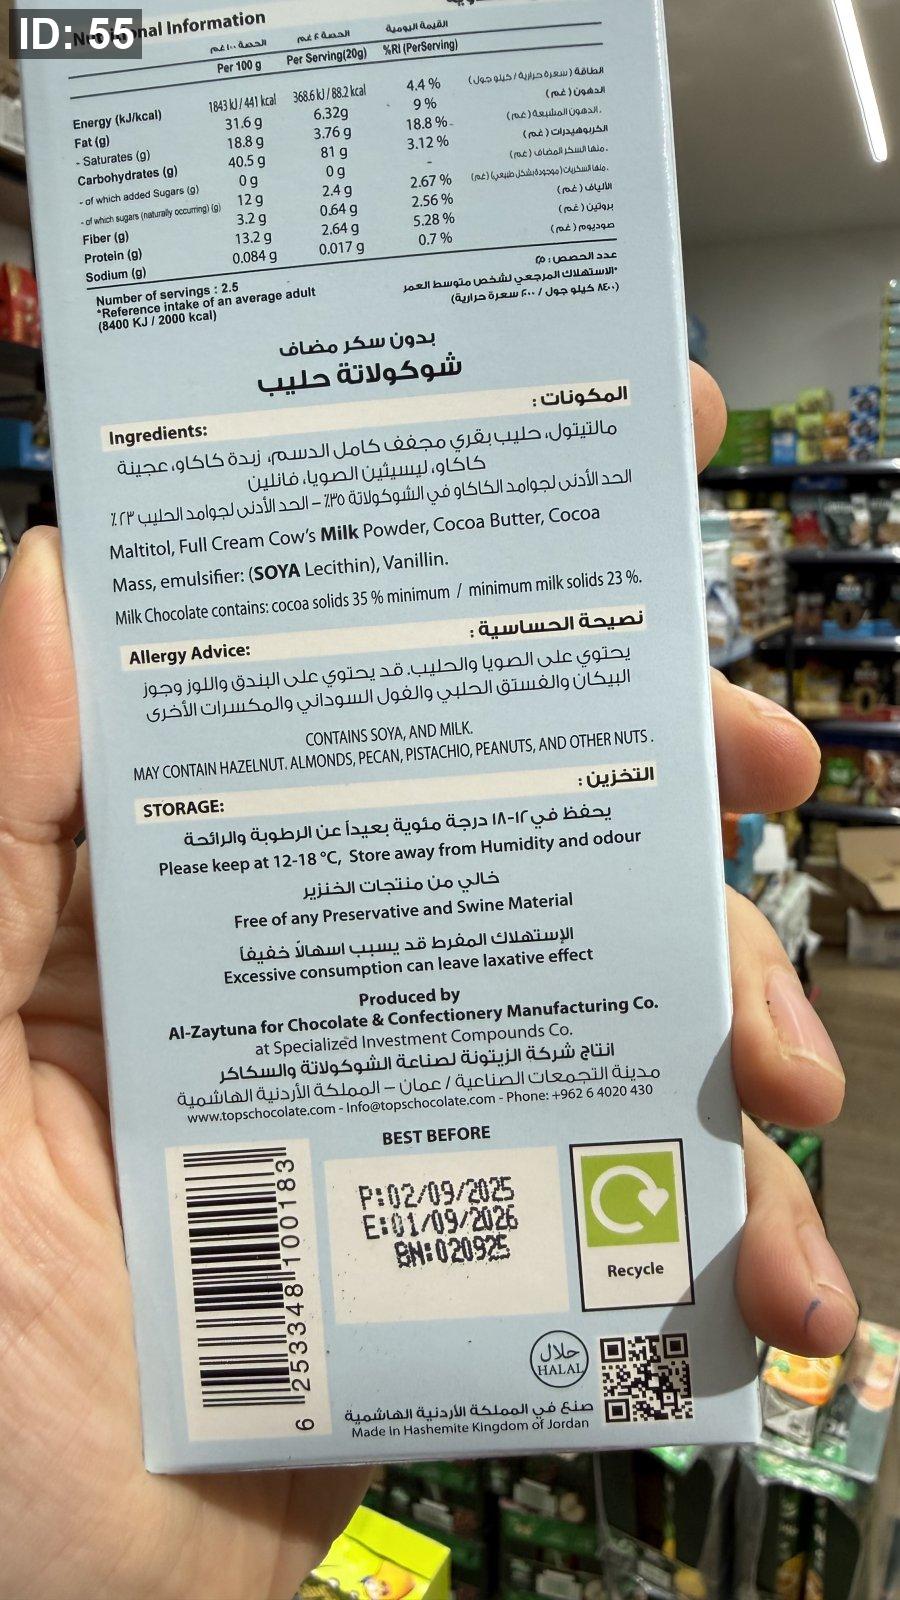 ID: 55
Nutritional Information
الحصة ١٠٠غم الحصة ٢٠غم القيمة اليومية
Per 100 g Per Serving(20g) %RI (PerServing)
Energy (kJ/kcal) 1843 kJ / 441 kcal 368.6 kJ / 88.2 kcal 4.4 % الطاقة (سعرة حرارية / كيلو جول)
Fat (g) 31.6 g 6.32g 9 % الدهون (غم)
- Saturates (g) 18.8 g 3.76 g 18.8 % - الدهون المشبعة (غم)
Carbohydrates (g) 40.5 g 81 g 3.12 % الكربوهيدرات (غم)
- of which added Sugars (g) 0 g 0 g - - منها السكر المضاف (غم)
- of which sugars (naturally occurring) (g) 12 g 2.4 g 2.67 % - منها السكريات (موجودة بشكل طبيعي) (غم)
Fiber (g) 3.2 g 0.64 g 2.56 % الألياف (غم)
Protein (g) 13.2 g 2.64 g 5.28 % بروتين (غم)
Sodium (g) 0.084 g 0.017 g 0.7 % صوديوم (غم)
Number of servings : 2.5 عدد الحصص :
*Reference intake of an average adult *الاستهلاك المرجعي لشخص متوسط العمر
(8400 KJ / 2000 kcal) (٨٤٠٠ كيلو جول / ٢٠٠٠ سعرة حرارية)
بدون سكر مضاف
شوكولاتة حليب
Ingredients: المكونات :
مالتيتول، حليب بقري مجفف كامل الدسم، زبدة كاكاو، عجينة
كاكاو، ليسيثين الصويا، فانلين
الحد الأدنى لجوامد الكاكاو في الشوكولاتة ٣٥٪ – الحد الأدنى لجوامد الحليب ٢٣٪
Maltitol, Full Cream Cow's Milk Powder, Cocoa Butter, Cocoa
Mass, emulsifier: (SOYA Lecithin), Vanillin.
Milk Chocolate contains: cocoa solids 35 % minimum / minimum milk solids 23 %.
Allergy Advice: نصيحة الحساسية :
يحتوي على الصويا والحليب. قد يحتوي على البندق واللوز وجوز
البيكان والفستق الحلبي والفول السوداني والمكسرات الأخرى
CONTAINS SOYA, AND MILK.
MAY CONTAIN HAZELNUT. ALMONDS, PECAN, PISTACHIO, PEANUTS, AND OTHER NUTS .
STORAGE: التخزين :
يحفظ في ١٢-١٨ درجة مئوية بعيداً عن الرطوبة والرائحة
Please keep at 12-18 °C, Store away from Humidity and odour
خالي من منتجات الخنزير
Free of any Preservative and Swine Material
الإستهلاك المفرط قد يسبب اسهالاً خفيفاً
Excessive consumption can leave laxative effect
Produced by
Al-Zaytuna for Chocolate & Confectionery Manufacturing Co.
at Specialized Investment Compounds Co.
انتاج شركة الزيتونة لصناعة الشوكولاتة والسكاكر
مدينة التجمعات الصناعية / عمان – المملكة الأردنية الهاشمية
www.topschocolate.com - Info@topschocolate.com - Phone: +962 6 4020 430
BEST BEFORE
P:02/09/2025
E:01/09/2026
BN:020925
6 253348 100183
Recycle
حلال
HALAL
صنع في المملكة الأردنية الهاشمية
Made in Hashemite Kingdom of Jordan